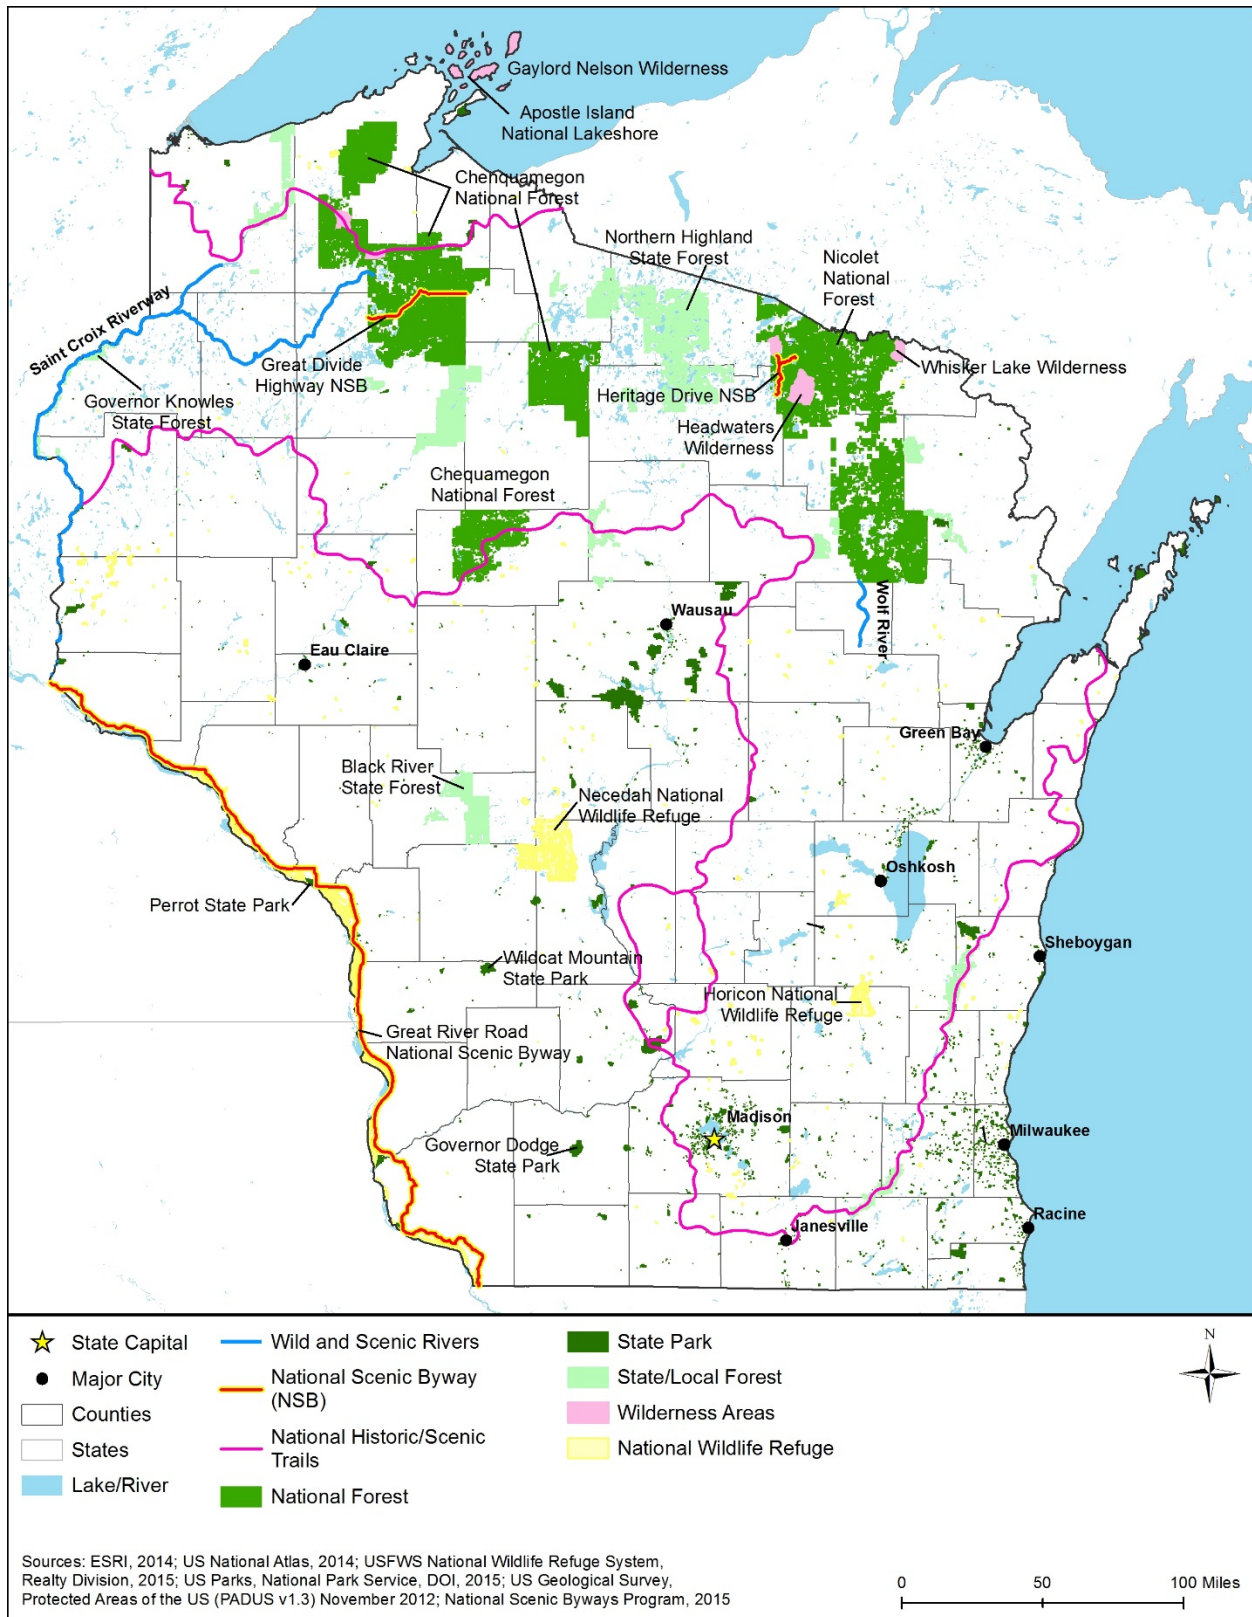 Gaylord Nelson Wilderness
Apostle Island
National Lakeshore
Chenquamegon
National Forest
Northern Highland
State Forest
Nicolet
National
Forest
Saint Croix Riverway
Great Divide
Highway NSB
Governor Knowles
State Forest
Heritage Drive NSB
Whisker Lake Wilderness
Headwaters
Wilderness
Chequamegon
National Forest
Wolf River
Wausau
Eau Claire
Green Bay
Black River
State Forest
Necedah National
Wildlife Refuge
Oshkosh
Perrot State Park
Sheboygan
Wildcat Mountain
State Park
Horicon National
Wildlife Refuge
Great River Road
National Scenic Byway
Madison
Milwaukee
Governor Dodge
State Park
Racine
Janesville
State Capital
Major City
Counties
States
Lake/River
Wild and Scenic Rivers
National Scenic Byway
(NSB)
National Historic/Scenic
Trails
National Forest
State Park
State/Local Forest
Wilderness Areas
National Wildlife Refuge
N
Sources: ESRI, 2014; US National Atlas, 2014; USFWS National Wildlife Refuge System,
Realty Division, 2015; US Parks, National Park Service, DOI, 2015; US Geological Survey,
Protected Areas of the US (PADUS v1.3) November 2012; National Scenic Byways Program, 2015
0 50 100 Miles